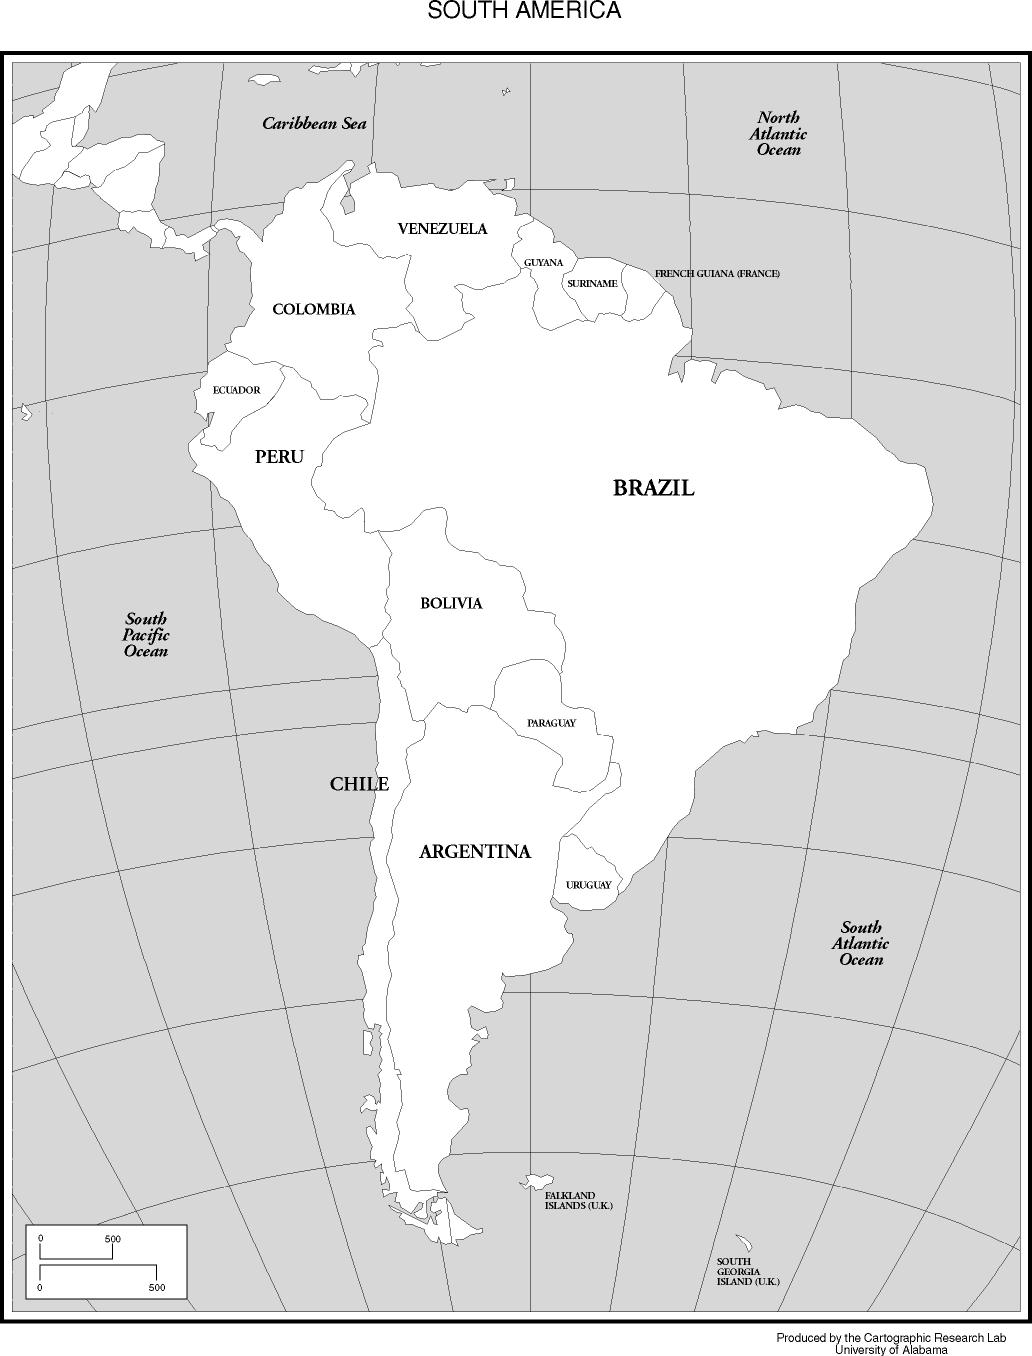 SOUTH AMERICA
Caribbean Sea
North
Atlantic
Ocean
VENEZUELA
GUYANA
SURINAME
FRENCH GUIANA (FRANCE)
COLOMBIA
ECUADOR
PERU
BRAZIL
BOLIVIA
South
Pacific
Ocean
PARAGUAY
CHILE
ARGENTINA
URUGUAY
South
Atlantic
Ocean
FALKLAND
ISLANDS (U.K.)
SOUTH
GEORGIA
ISLAND (U.K.)
0 500
0 500
Produced by the Cartographic Research Lab
University of Alabama